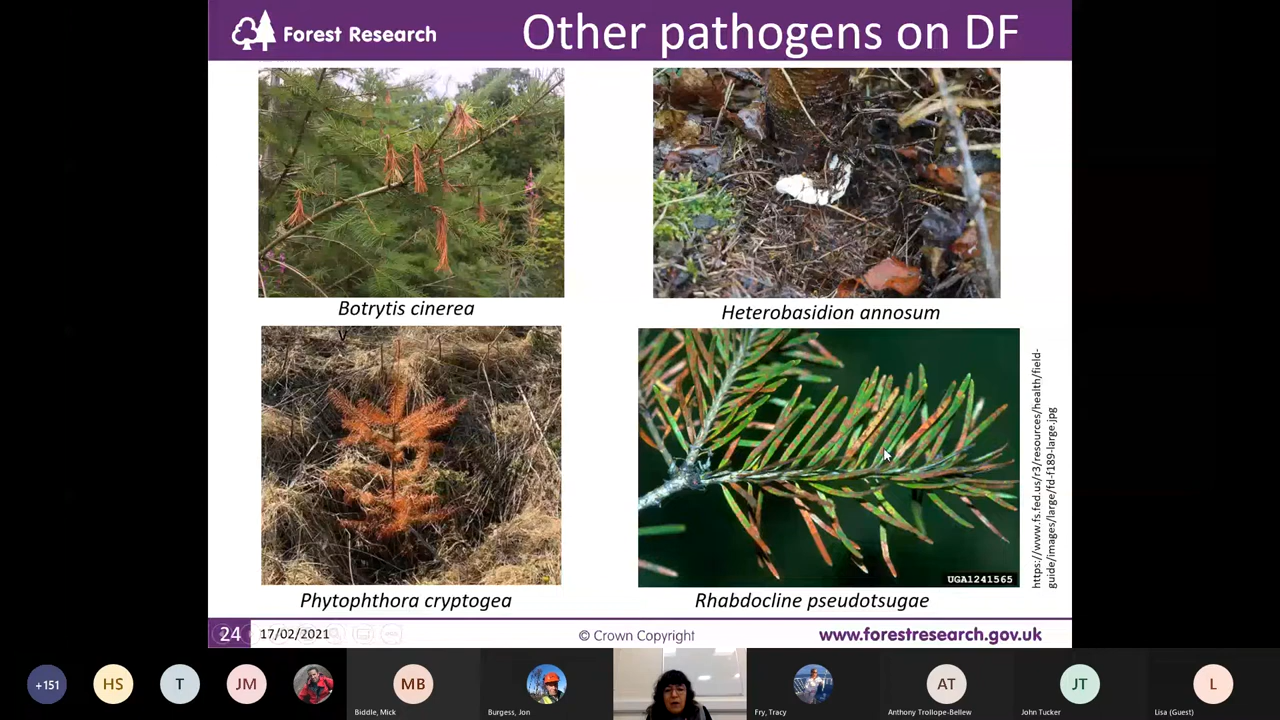 Forest Research
Other pathogens on DF
Botrytis cinerea
Heterobasidion annosum
https://www.fs.fed.us/r3/resources/health/field-
guide/images/large/fd-f189-large.jpg
UGA1241565
Phytophthora cryptogea
Rhabdocline pseudotsugae
24
17/02/2021
© Crown Copyright
www.forestresearch.gov.uk
+151
HS
T
JM
MB
Biddle, Mick
Burgess, Jon
Fry, Tracy
AT
Anthony Trollope-Bellew
JT
John Tucker
L
Lisa (Guest)